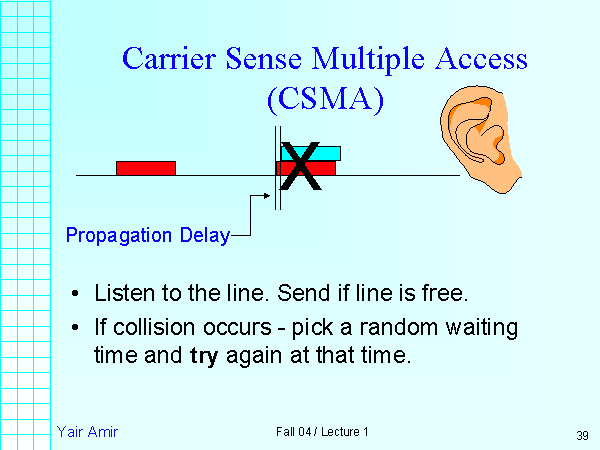 Carrier Sense Multiple Access
(CSMA)
X
Propagation Delay
• Listen to the line. Send if line is free.
• If collision occurs - pick a random waiting
time and try again at that time.
Yair Amir
Fall 04 / Lecture 1
39